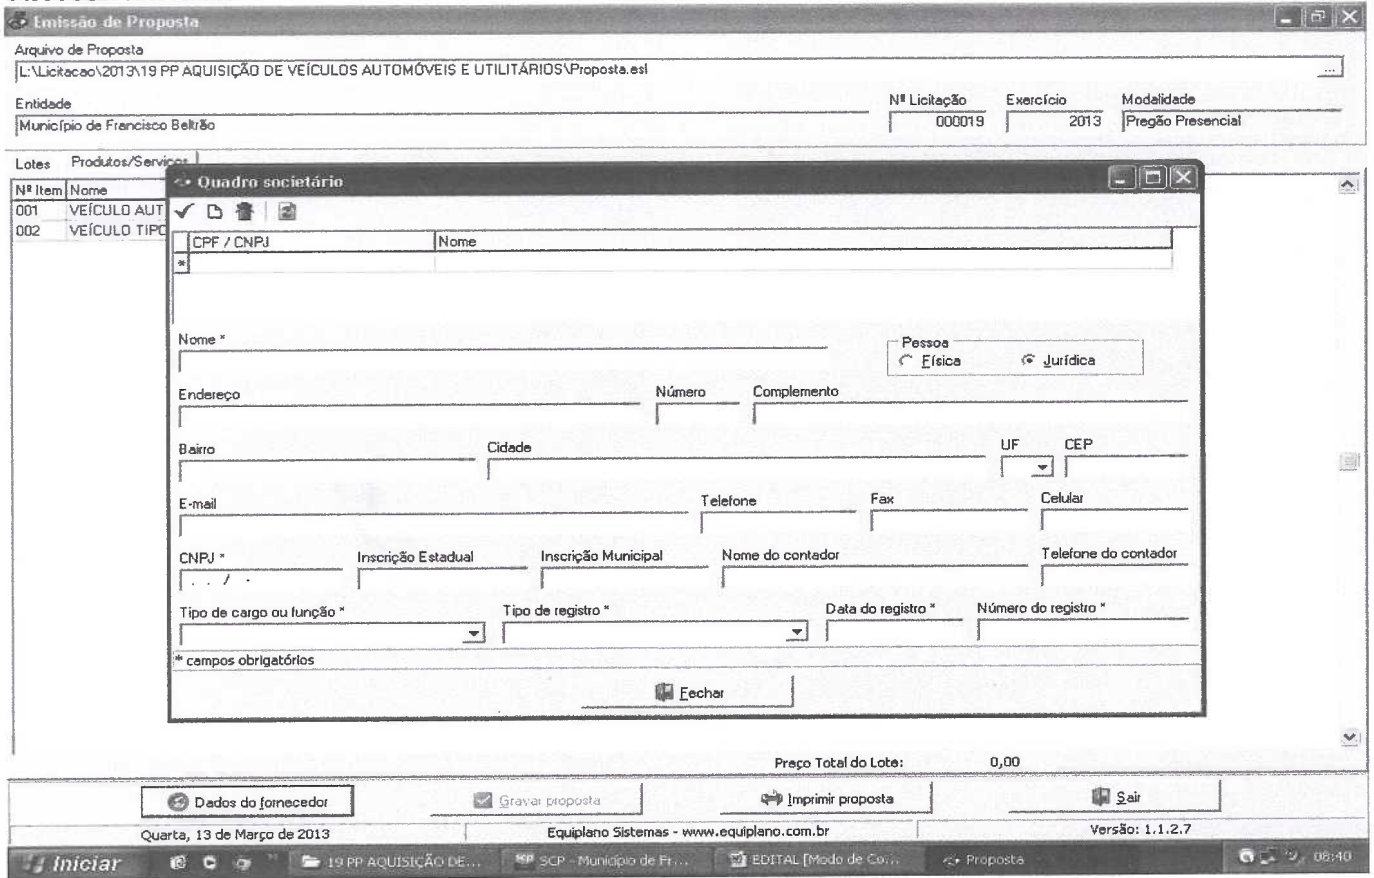 Emissão de Proposta
Arquivo de Proposta
L:\Licitacao\2013\19 PP AQUISIÇÃO DE VEÍCULOS AUTOMÓVEIS E UTILITÁRIOS\Proposta.esl
...
Entidade Nº Licitação Exercício Modalidade
Município de Francisco Beltrão 000019 2013 Pregão Presencial
Lotes Produtos/Serviços
Nº Item Nome
001 VEÍCULO AUT
002 VEÍCULO TIPO
Quadro societário
CPF / CNPJ Nome
*
Nome *
Pessoa
Física Jurídica
Endereço Número Complemento
Bairro Cidade UF CEP
E-mail Telefone Fax Celular
CNPJ * Inscrição Estadual Inscrição Municipal Nome do contador Telefone do contador
. . / -
Tipo de cargo ou função * Tipo de registro * Data do registro * Número do registro *
* campos obrigatórios
Fechar
Preço Total do Lote: 0,00
Dados do fornecedor Gravar proposta Imprimir proposta Sair
Quarta, 13 de Março de 2013 Equiplano Sistemas - www.equiplano.com.br Versão: 1.1.2.7
Iniciar 19 PP AQUISIÇÃO DE... SCP - Município de Fr... EDITAL [Modo de Co... Proposta 08:40